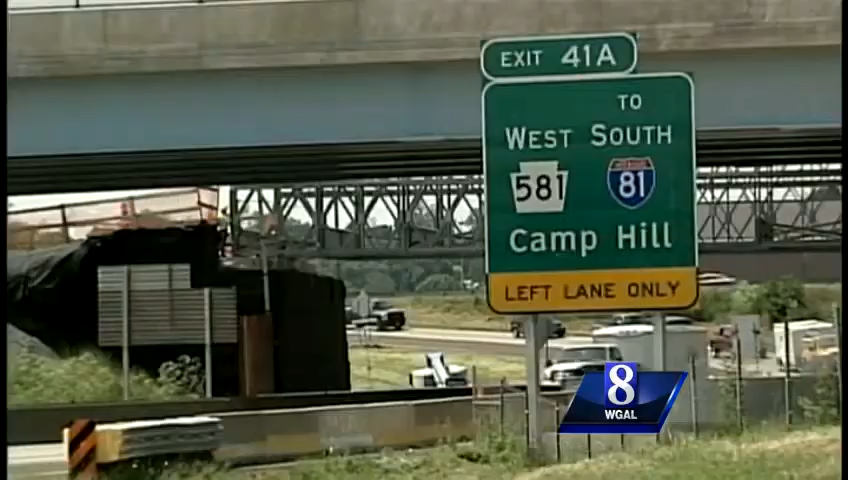 EXIT 41A
TO
WEST SOUTH
581 81
Camp Hill
LEFT LANE ONLY
8
WGAL